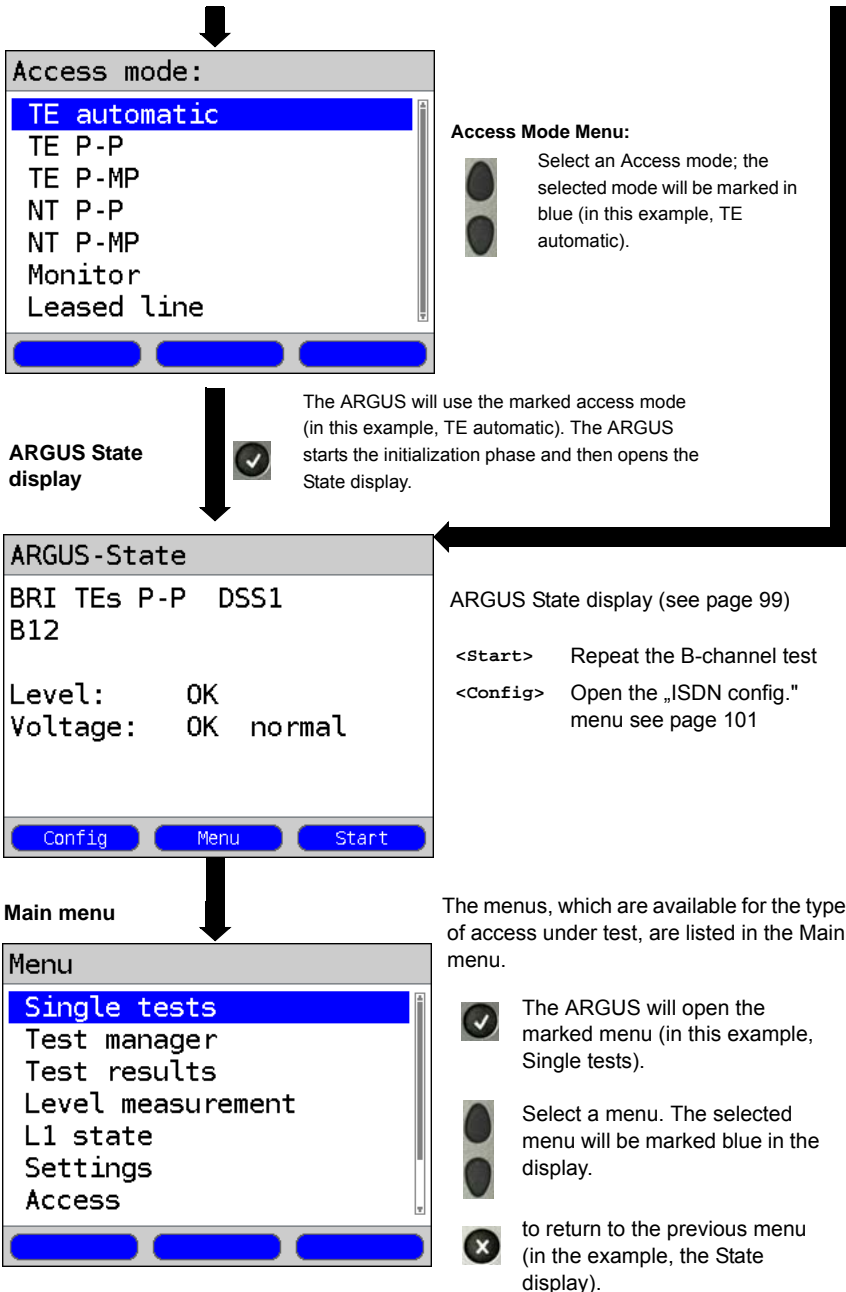 Access mode:
TE automatic
TE P-P
TE P-MP
NT P-P
NT P-MP
Monitor
Leased line
Access Mode Menu:
Select an Access mode; the
selected mode will be marked in
blue (in this example, TE
automatic).
The ARGUS will use the marked access mode
(in this example, TE automatic). The ARGUS
starts the initialization phase and then opens the
State display.
ARGUS State
display
ARGUS-State
BRI TEs P-P DSS1
B12
Level: OK
Voltage: OK normal
Config Menu Start
ARGUS State display (see page 99)
<Start> Repeat the B-channel test
<Config> Open the „ISDN config."
menu see page 101
Main menu
The menus, which are available for the type
of access under test, are listed in the Main
menu.
Menu
Single tests
Test manager
Test results
Level measurement
L1 state
Settings
Access
The ARGUS will open the
marked menu (in this example,
Single tests).
Select a menu. The selected
menu will be marked blue in the
display.
to return to the previous menu
(in the example, the State
display).